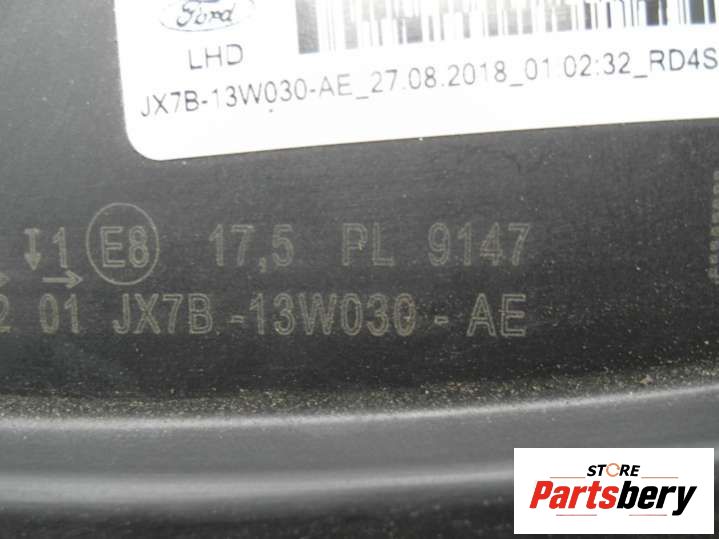 Ford
LHD
JX7B-13W030-AE_27.08.2018_01:02:32_RD4S
1 E8 17,5 PL 9147
2 01 JX7B-13W030-AE
STORE
Partsbery